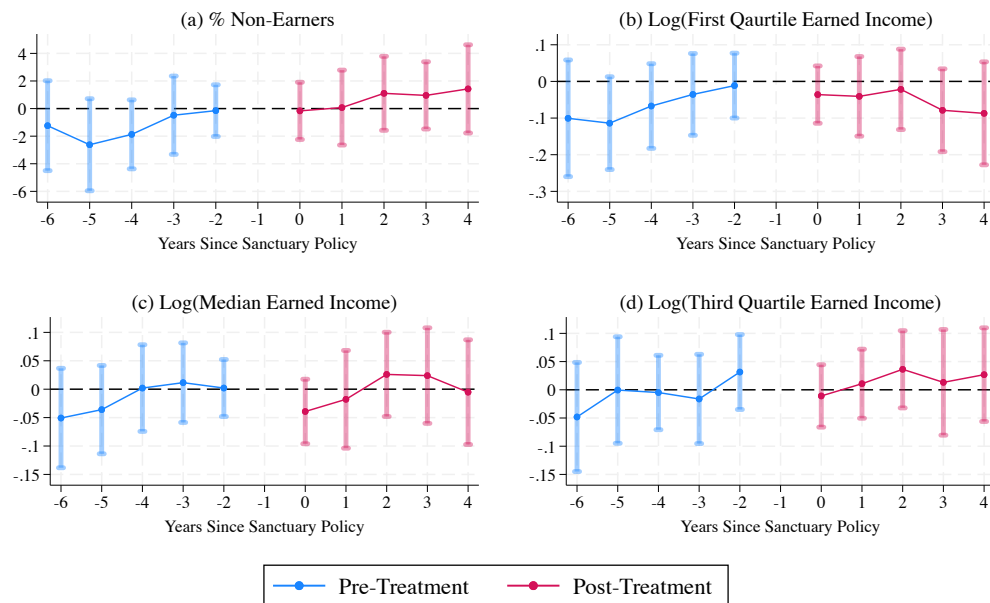 (a) % Non-Earners
4
2
0
-2
-4
-6
-6 -5 -4 -3 -2 -1 0 1 2 3 4
Years Since Sanctuary Policy
(b) Log(First Qaurtile Earned Income)
.1
0
-.1
-.2
-.3
-6 -5 -4 -3 -2 -1 0 1 2 3 4
Years Since Sanctuary Policy
(c) Log(Median Earned Income)
.1
.05
0
-.05
-.1
-.15
-6 -5 -4 -3 -2 -1 0 1 2 3 4
Years Since Sanctuary Policy
(d) Log(Third Quartile Earned Income)
.1
.05
0
-.05
-.1
-.15
-6 -5 -4 -3 -2 -1 0 1 2 3 4
Years Since Sanctuary Policy
Pre-Treatment Post-Treatment